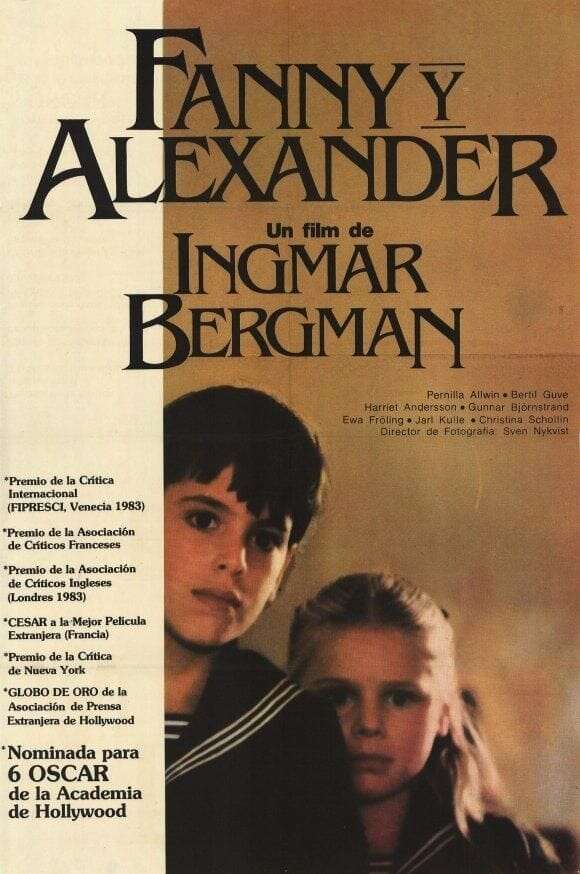 FANNY Y
ALEXANDER
Un film de
INGMAR
BERGMAN
Pernilla Allwin • Bertil Guve
Harriet Andersson • Gunnar Björnstrand
Ewa Fröling • Jarl Kulle • Christina Schollin
Director de Fotografía: Sven Nykvist
*Premio de la Crítica
Internacional
(FIPRESCI, Venecia 1983)
*Premio de la Asociación
de Críticos Franceses
*Premio de la Asociación
de Críticos Ingleses
(Londres 1983)
*CESAR a la Mejor Película
Extranjera (Francia)
*Premio de la Crítica
de Nueva York
*GLOBO DE ORO de la
Asociación de Prensa
Extranjera de Hollywood
*Nominada para
6 OSCAR
de la Academia
de Hollywood